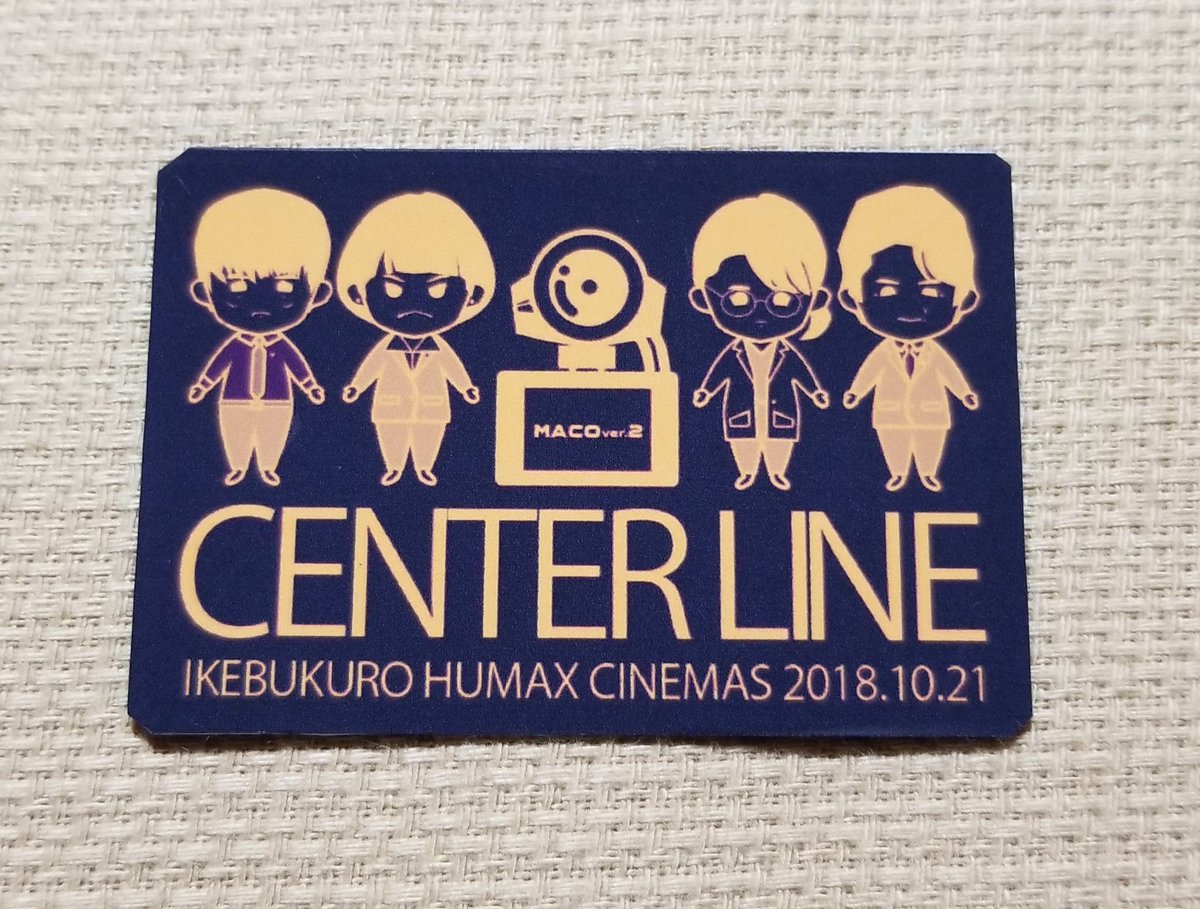 MACOver.2
CENTER LINE
IKEBUKURO HUMAX CINEMAS 2018.10.21